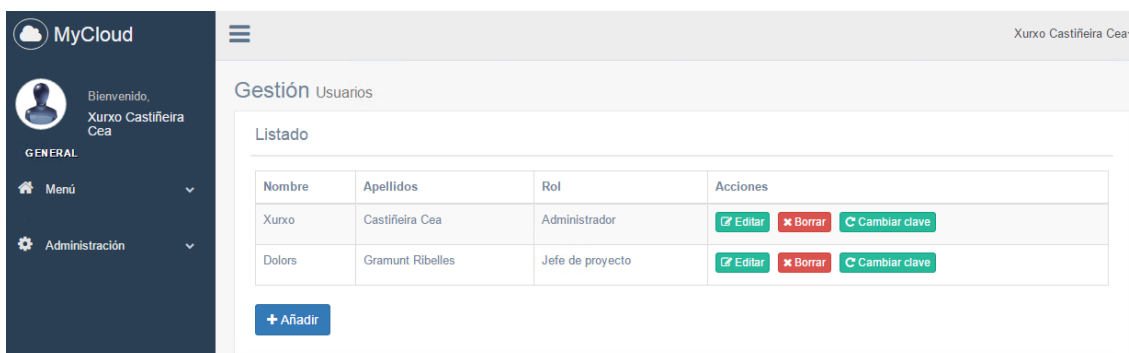 MyCloud
Xurxo Castiñeira Cea
Bienvenido,
Xurxo Castiñeira
Cea
GENERAL
Menú
Administración
Gestión Usuarios
Listado
Nombre Apellidos Rol Acciones
Xurxo Castiñeira Cea Administrador Editar Borrar Cambiar clave
Dolors Gramunt Ribelles Jefe de proyecto Editar Borrar Cambiar clave
Añadir